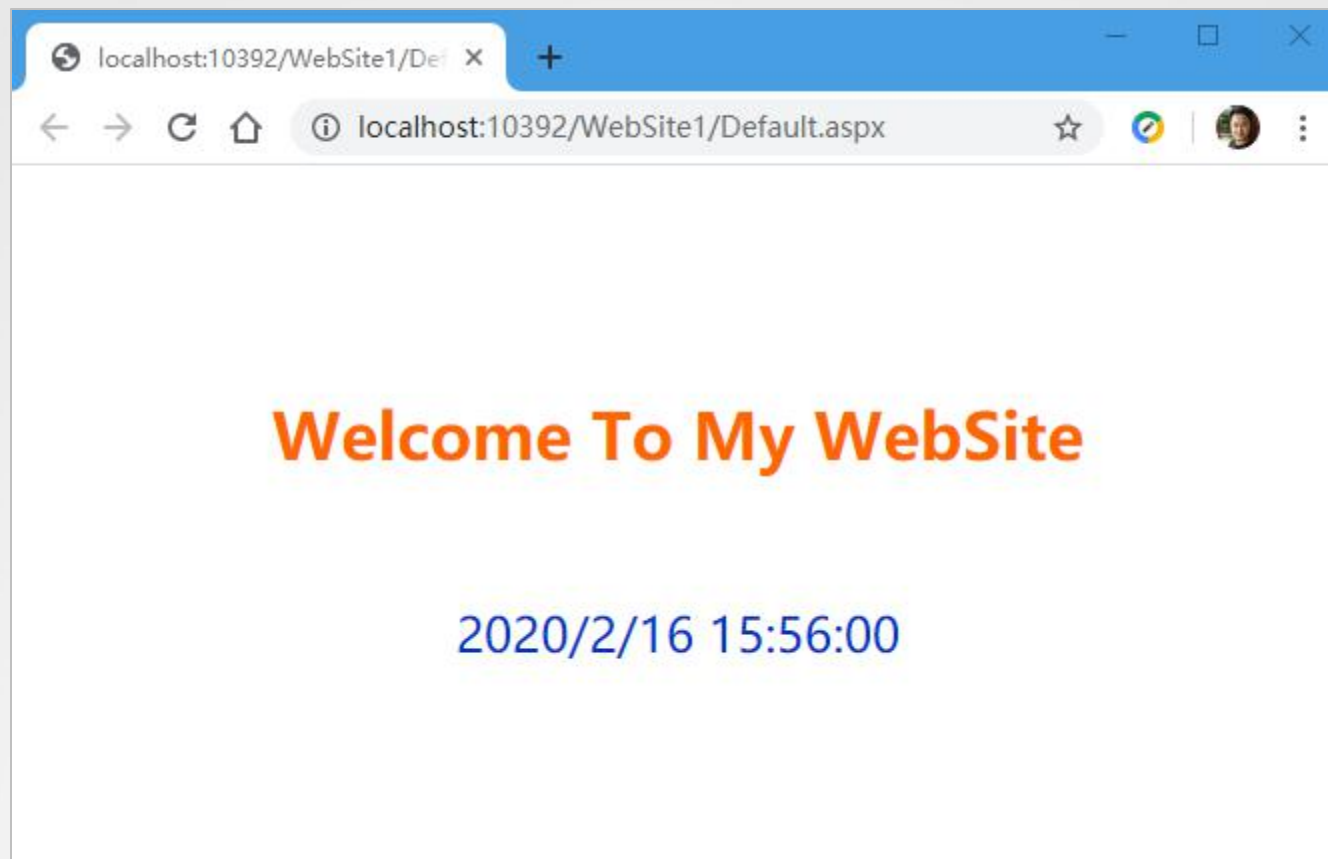 localhost:10392/WebSite1/Def
localhost:10392/WebSite1/Default.aspx
Welcome To My WebSite
2020/2/16 15:56:00